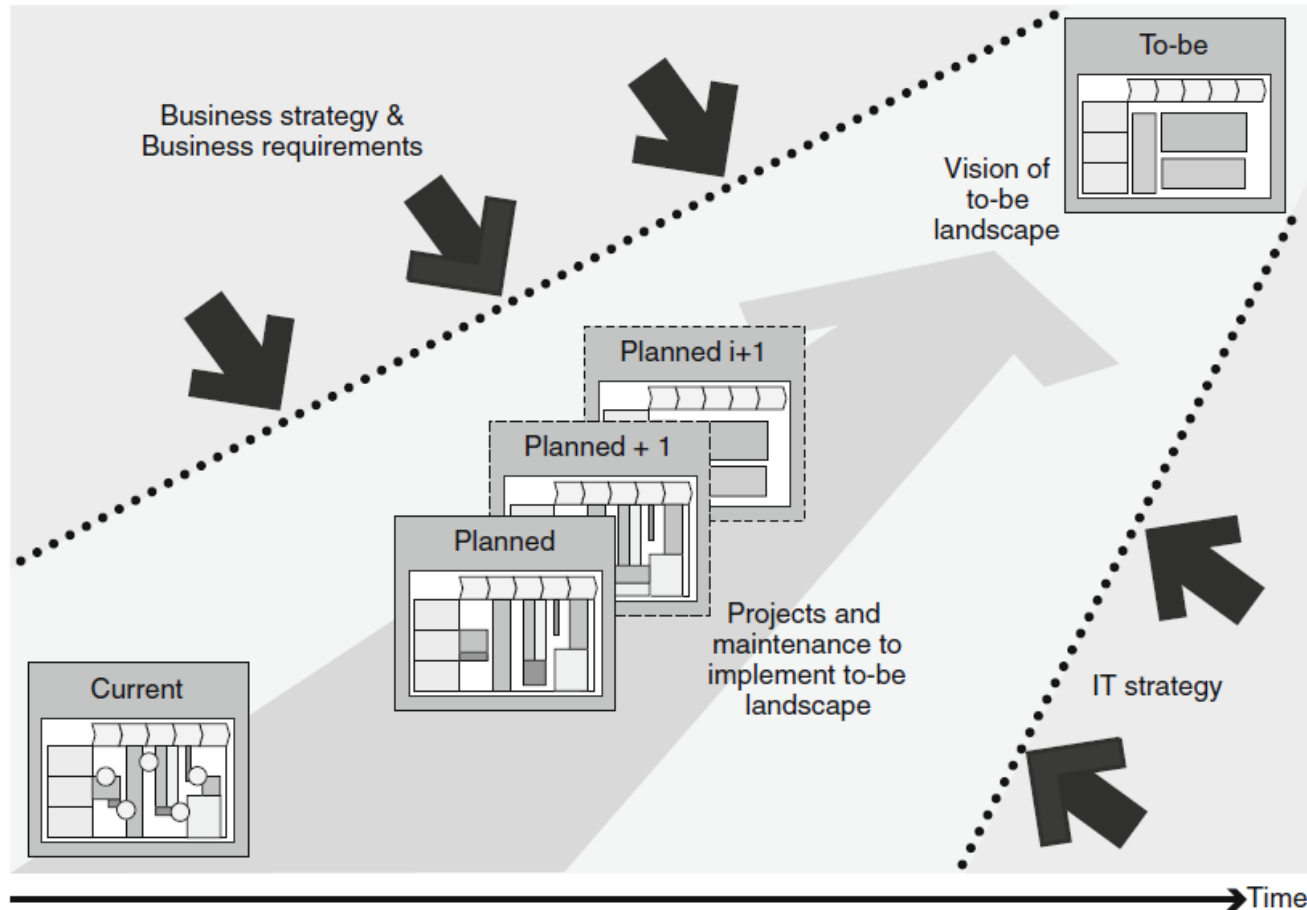 To-be
Business strategy &
Business requirements
Vision of
to-be
landscape
Planned i+1
Planned + 1
Planned
Projects and
maintenance to
implement to-be
landscape
Current
IT strategy
Time